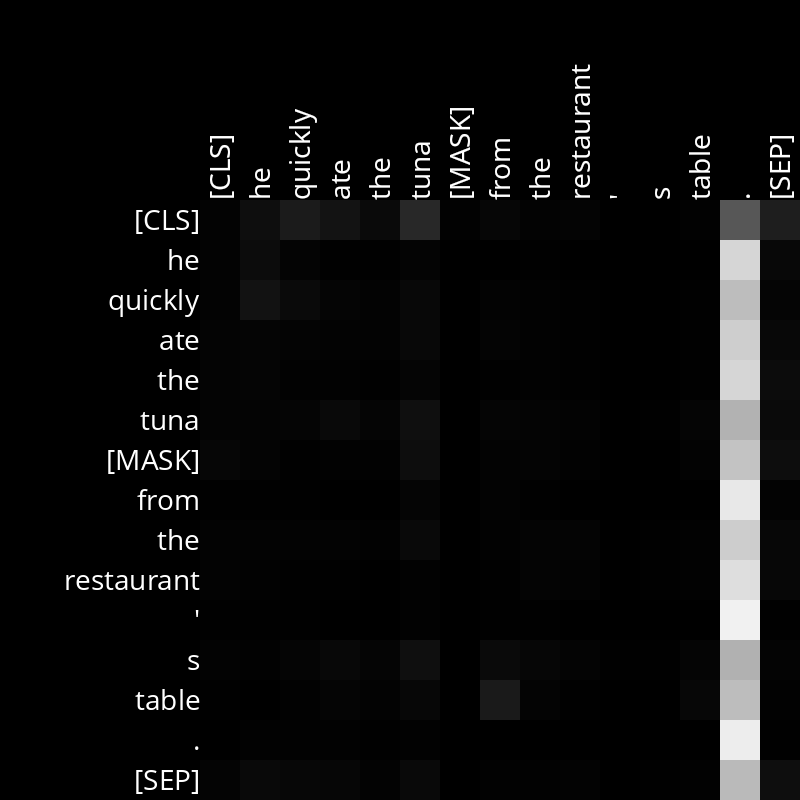 [CLS]
he
quickly
ate
the
tuna
[MASK]
from
the
restaurant
'
s
table
.
[SEP]
[CLS]
he
quickly
ate
the
tuna
[MASK]
from
the
restaurant
'
s
table
.
[SEP]